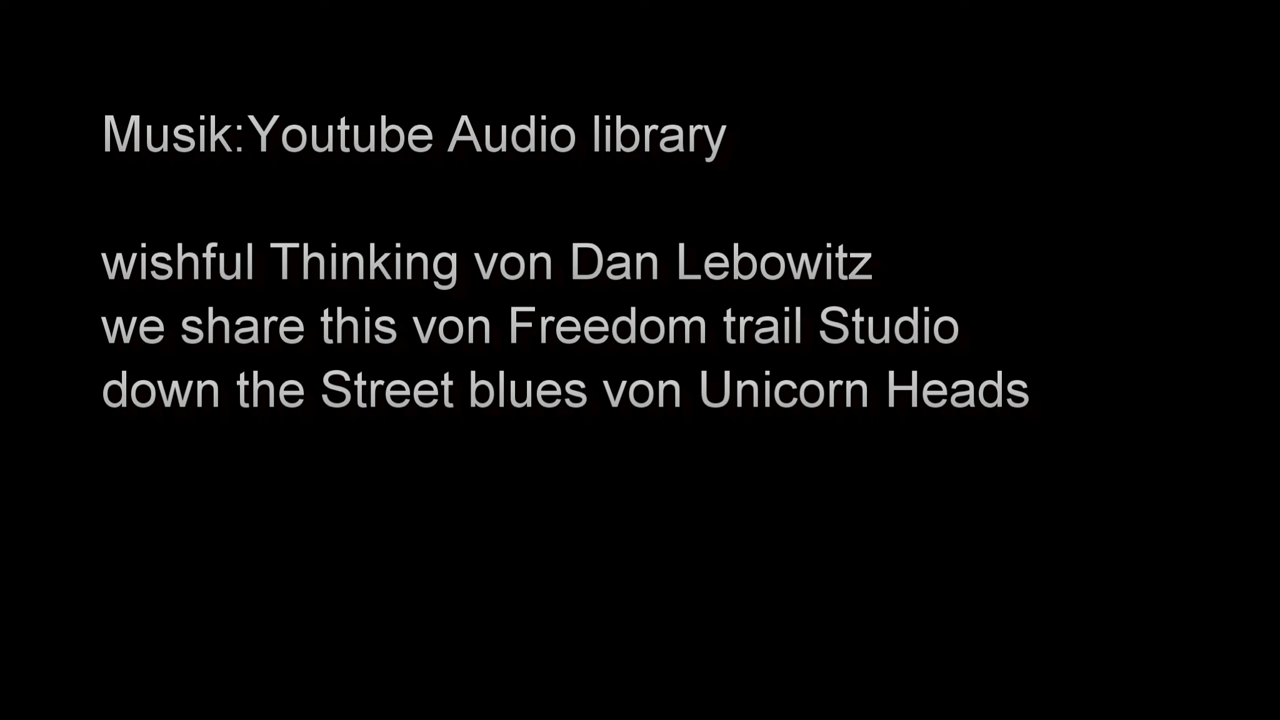 Musik:Youtube Audio library
wishful Thinking von Dan Lebowitz
we share this von Freedom trail Studio
down the Street blues von Unicorn Heads